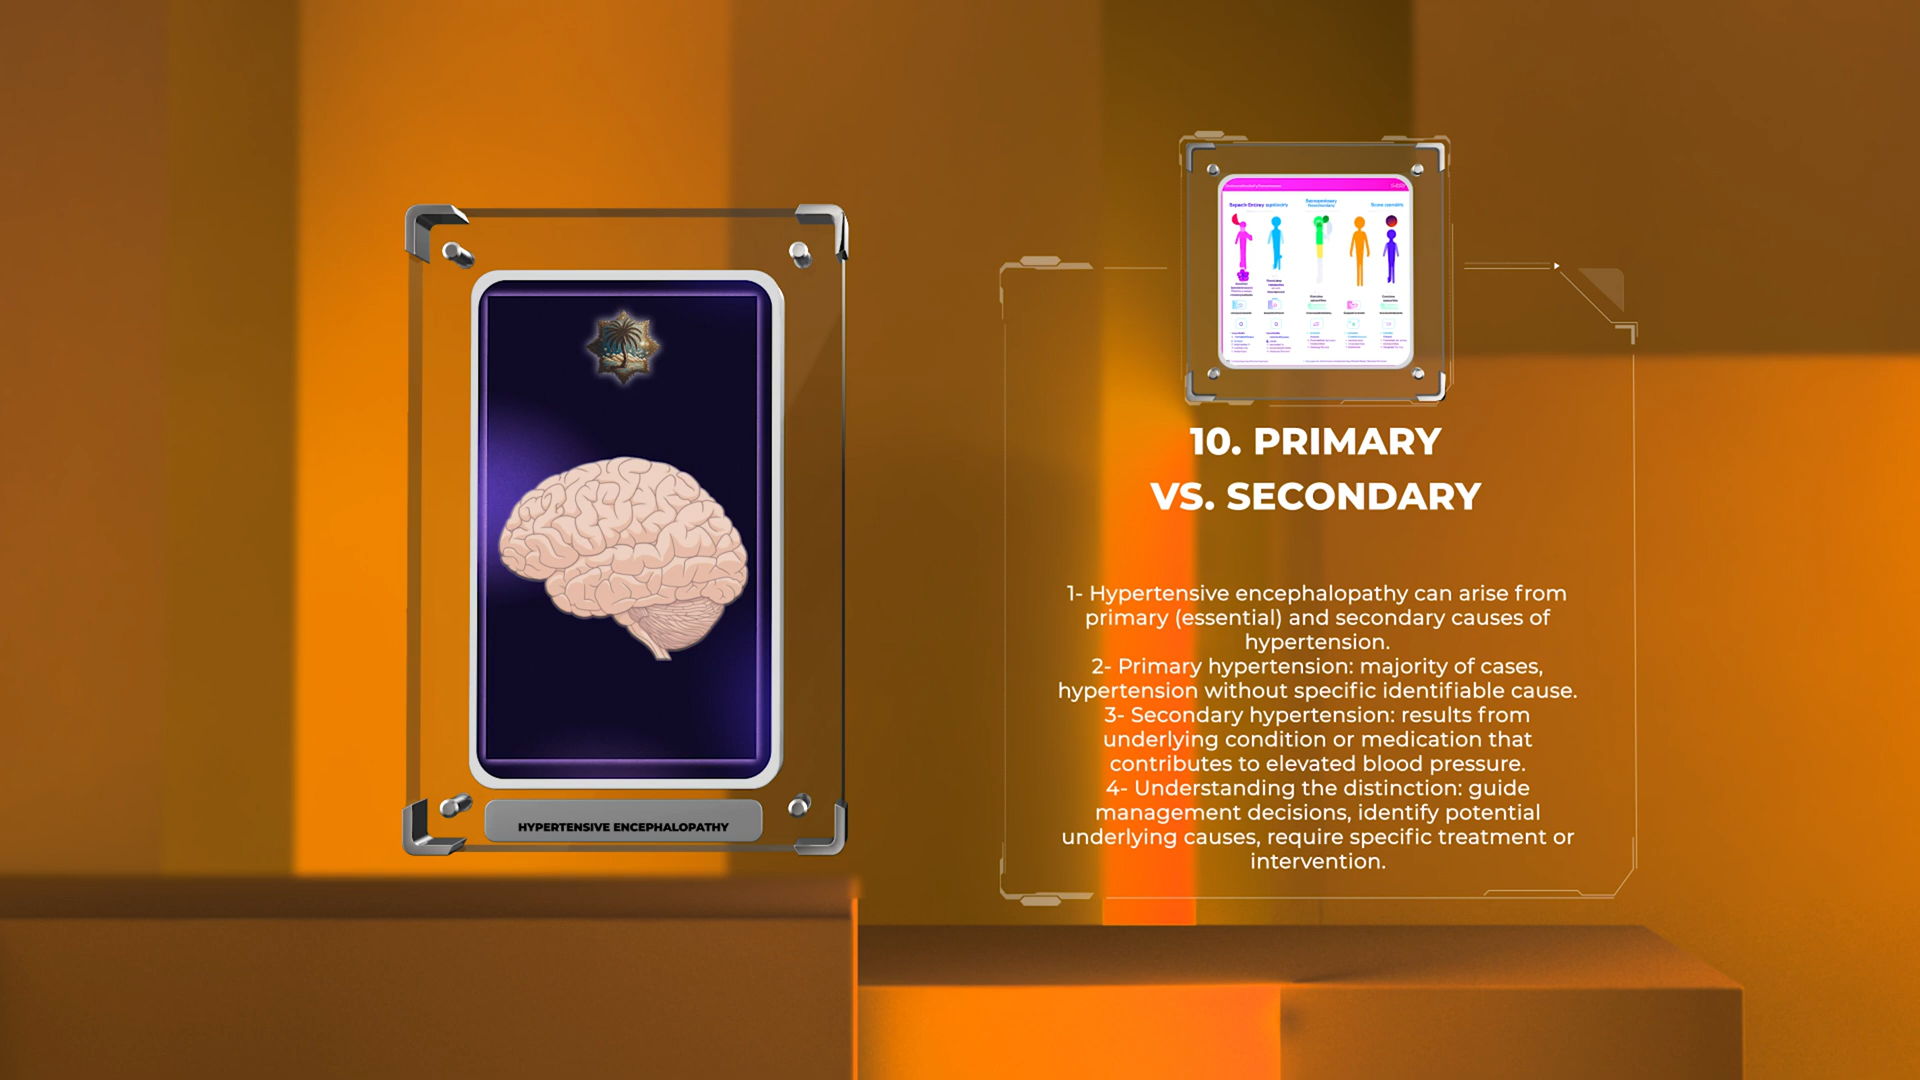 HYPERTENSIVE ENCEPHALOPATHY
10. PRIMARY
VS. SECONDARY
1- Hypertensive encephalopathy can arise from
primary (essential) and secondary causes of
hypertension.
2- Primary hypertension: majority of cases,
hypertension without specific identifiable cause.
3- Secondary hypertension: results from
underlying condition or medication that
contributes to elevated blood pressure.
4- Understanding the distinction: guide
management decisions, identify potential
underlying causes, require specific treatment or
intervention.